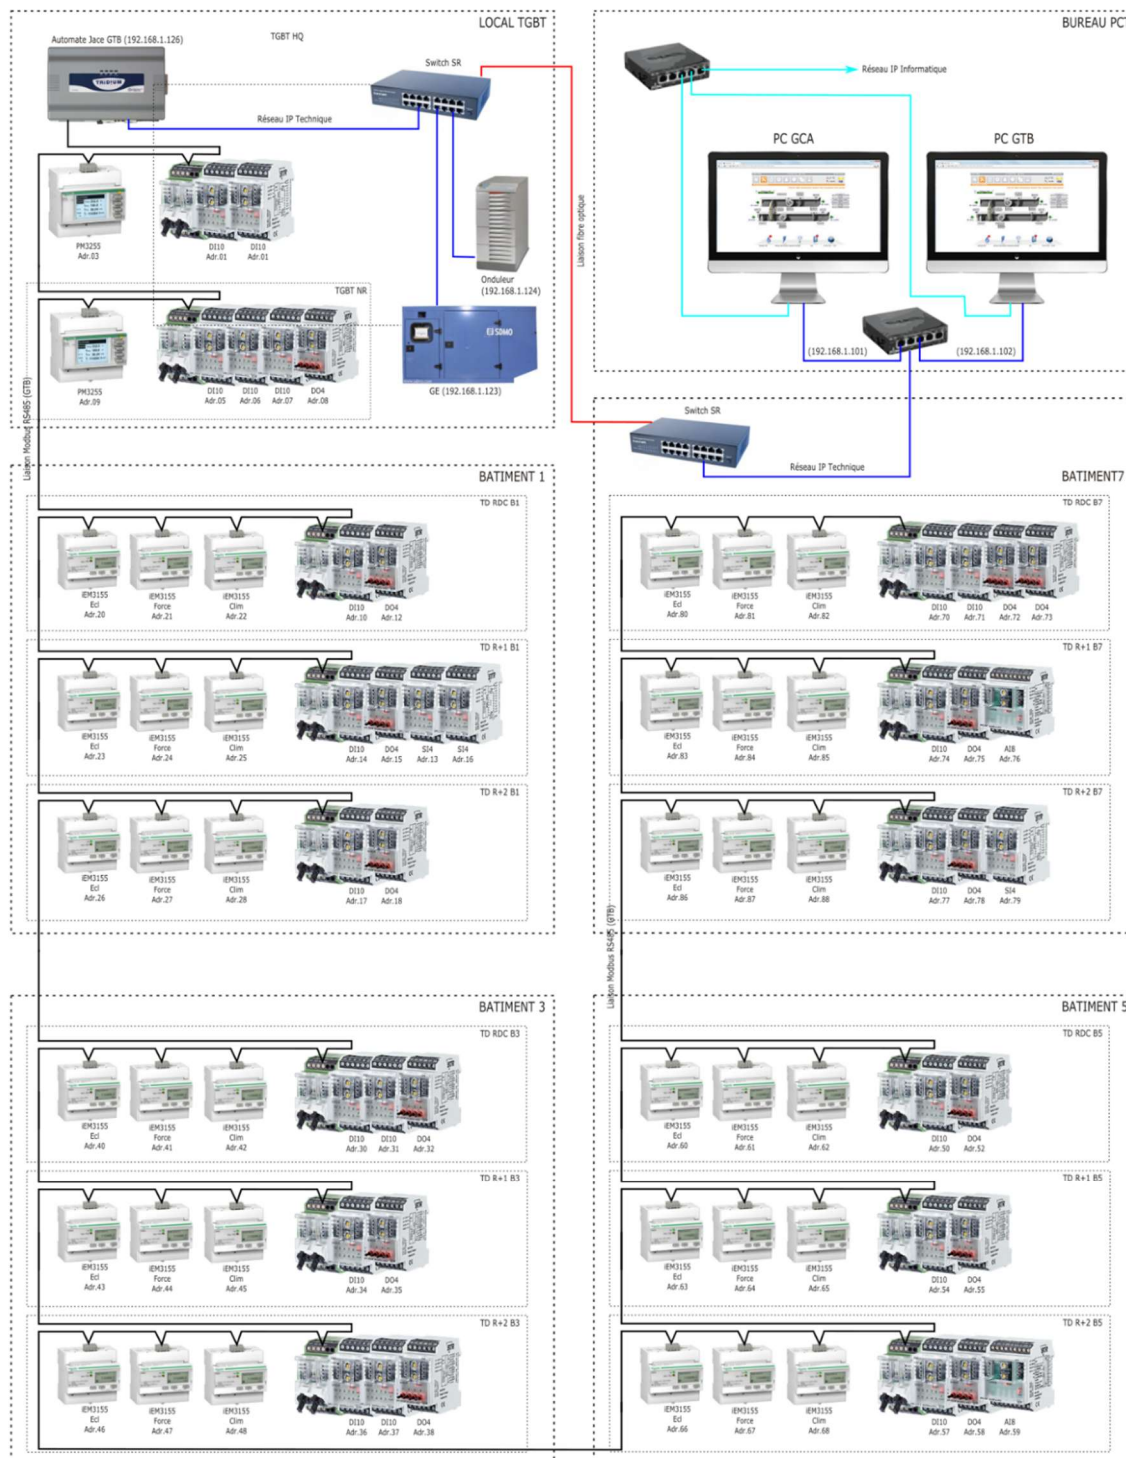 LOCAL TGBT
Automate Jace GTB (192.168.1.126)
TGBT HQ
Switch SR
TRIDIUM
Réseau IP Technique
PM3255
Adr.03
DI10
Adr.01
DI10
Adr.01
Onduleur
(192.168.1.124)
TGBT NR
PM3255
Adr.09
DI10
Adr.05
DI10
Adr.06
DI10
Adr.07
DO4
Adr.08
SDMO
GE (192.168.1.123)
Liaison fibre optique
Liaison Modbus RS485 (GTB)
BUREAU PCT
Réseau IP Informatique
PC GCA
PC GTB
(192.168.1.101)
(192.168.1.102)
Switch SR
Réseau IP Technique
BATIMENT 1
TD RDC B1
iEM3155
Ecl
Adr.20
iEM3155
Force
Adr.21
iEM3155
Clim
Adr.22
DI10
Adr.10
DO4
Adr.12
TD R+1 B1
iEM3155
Ecl
Adr.23
iEM3155
Force
Adr.24
iEM3155
Clim
Adr.25
DI10
Adr.14
DO4
Adr.15
SI4
Adr.13
SI4
Adr.16
TD R+2 B1
iEM3155
Ecl
Adr.26
iEM3155
Force
Adr.27
iEM3155
Clim
Adr.28
DI10
Adr.17
DO4
Adr.18
BATIMENT7
TD RDC B7
iEM3155
Ecl
Adr.80
iEM3155
Force
Adr.81
iEM3155
Clim
Adr.82
DI10
Adr.70
DI10
Adr.71
DO4
Adr.72
DO4
Adr.73
TD R+1 B7
iEM3155
Ecl
Adr.83
iEM3155
Force
Adr.84
iEM3155
Clim
Adr.85
DI10
Adr.74
DO4
Adr.75
AI8
Adr.76
TD R+2 B7
iEM3155
Ecl
Adr.86
iEM3155
Force
Adr.87
iEM3155
Clim
Adr.88
DI10
Adr.77
DO4
Adr.78
SI4
Adr.79
Liaison Modbus RS485 (GTB)
BATIMENT 3
TD RDC B3
iEM3155
Ecl
Adr.40
iEM3155
Force
Adr.41
iEM3155
Clim
Adr.42
DI10
Adr.30
DI10
Adr.31
DO4
Adr.32
TD R+1 B3
iEM3155
Ecl
Adr.43
iEM3155
Force
Adr.44
iEM3155
Clim
Adr.45
DI10
Adr.34
DO4
Adr.35
TD R+2 B3
iEM3155
Ecl
Adr.46
iEM3155
Force
Adr.47
iEM3155
Clim
Adr.48
DI10
Adr.36
DI10
Adr.37
DO4
Adr.38
BATIMENT 5
TD RDC B5
iEM3155
Ecl
Adr.60
iEM3155
Force
Adr.61
iEM3155
Clim
Adr.62
DI10
Adr.50
DO4
Adr.52
TD R+1 B5
iEM3155
Ecl
Adr.63
iEM3155
Force
Adr.64
iEM3155
Clim
Adr.65
DI10
Adr.54
DO4
Adr.55
TD R+2 B5
iEM3155
Ecl
Adr.66
iEM3155
Force
Adr.67
iEM3155
Clim
Adr.68
DI10
Adr.57
DO4
Adr.58
AI8
Adr.59